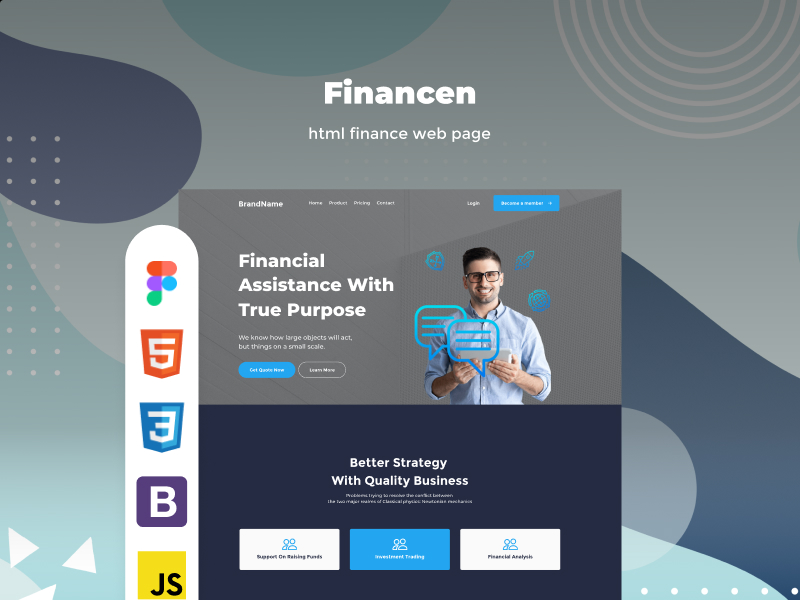 Financen
html finance web page
BrandName
Home Product Pricing Contact
Login
Become a member
Financial
Assistance With
True Purpose
We know how large objects will act,
but things on a small scale.
Get Quote Now
Learn More
5
3
B
JS
Better Strategy
With Quality Business
Problems trying to resolve the conflict between
the two major realms of Classical physics: Newtonian mechanics
Support On Raising Funds
Investment Trading
Financial Analysis